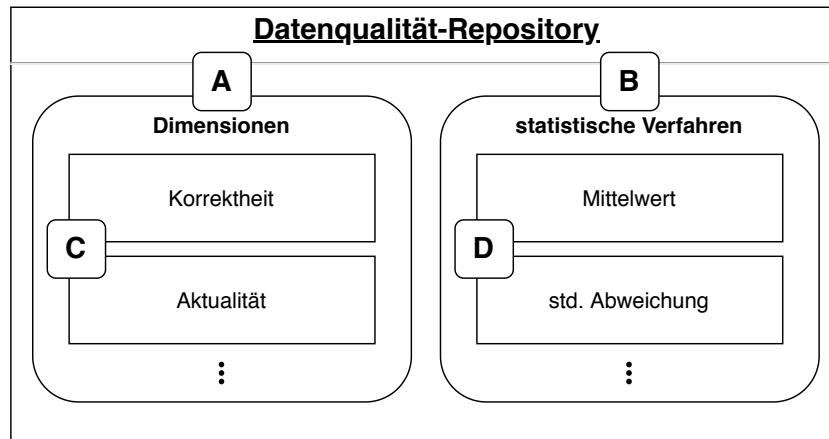 Datenqualität-Repository
A
B
Dimensionen
statistische Verfahren
Korrektheit
Mittelwert
C
D
Aktualität
std. Abweichung